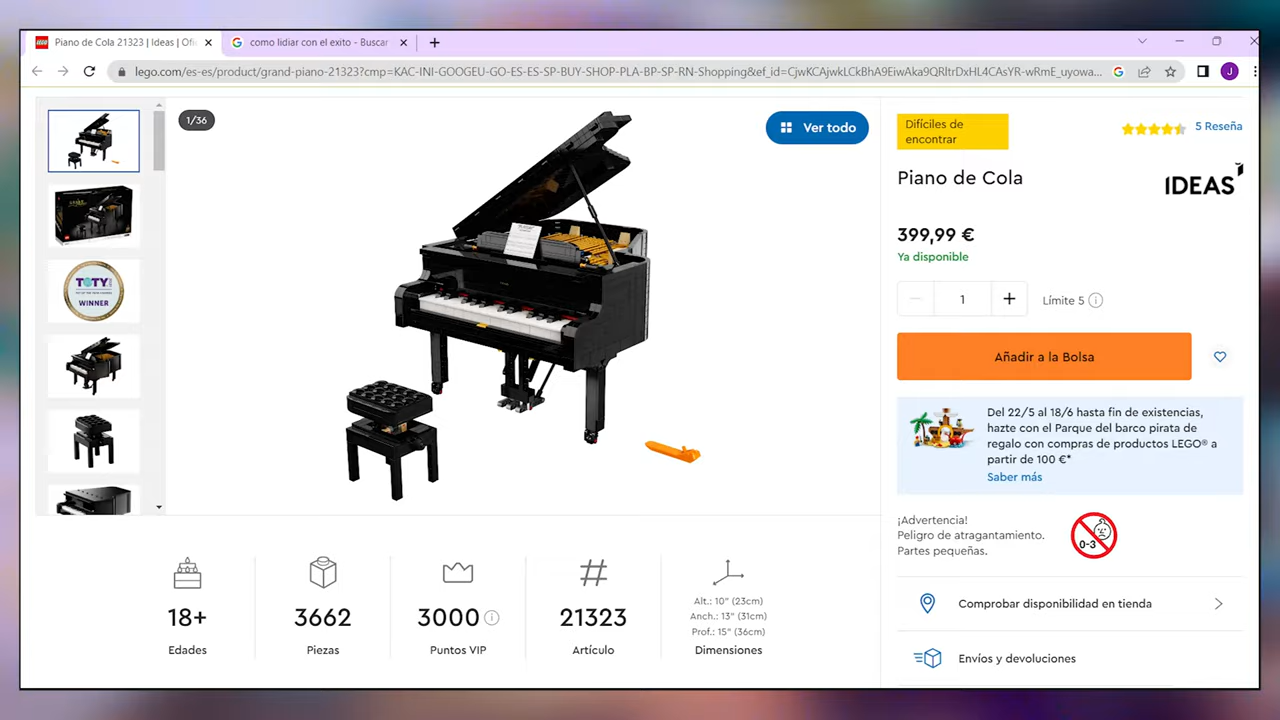 Piano de Cola 21323 | Ideas | Ofi
como lidiar con el exito - Buscar
lego.com/es-es/product/grand-piano-21323?cmp=KAC-INI-GOOGEU-GO-ES-ES-SP-BUY-SHOP-PLA-BP-SP-RN-Shopping&ef_id=CjwKCAjwkLCkBhA9EiwAka9QRltrDxHL4CAsYR-wRmE_uyowa...
J
1/36
Ver todo
TOTY
WINNER
Difíciles de
encontrar
5 Reseña
Piano de Cola
IDEAS
399,99 €
Ya disponible
1
Límite 5
Añadir a la Bolsa
Del 22/5 al 18/6 hasta fin de existencias,
hazte con el Parque del barco pirata de
regalo con compras de productos LEGO® a
partir de 100 €*
Saber más
¡Advertencia!
Peligro de atragantamiento.
Partes pequeñas.
0-3
Comprobar disponibilidad en tienda
Envíos y devoluciones
18+
Edades
3662
Piezas
3000
Puntos VIP
#
21323
Artículo
Alt.: 10" (23cm)
Anch.: 13" (31cm)
Prof.: 15" (36cm)
Dimensiones